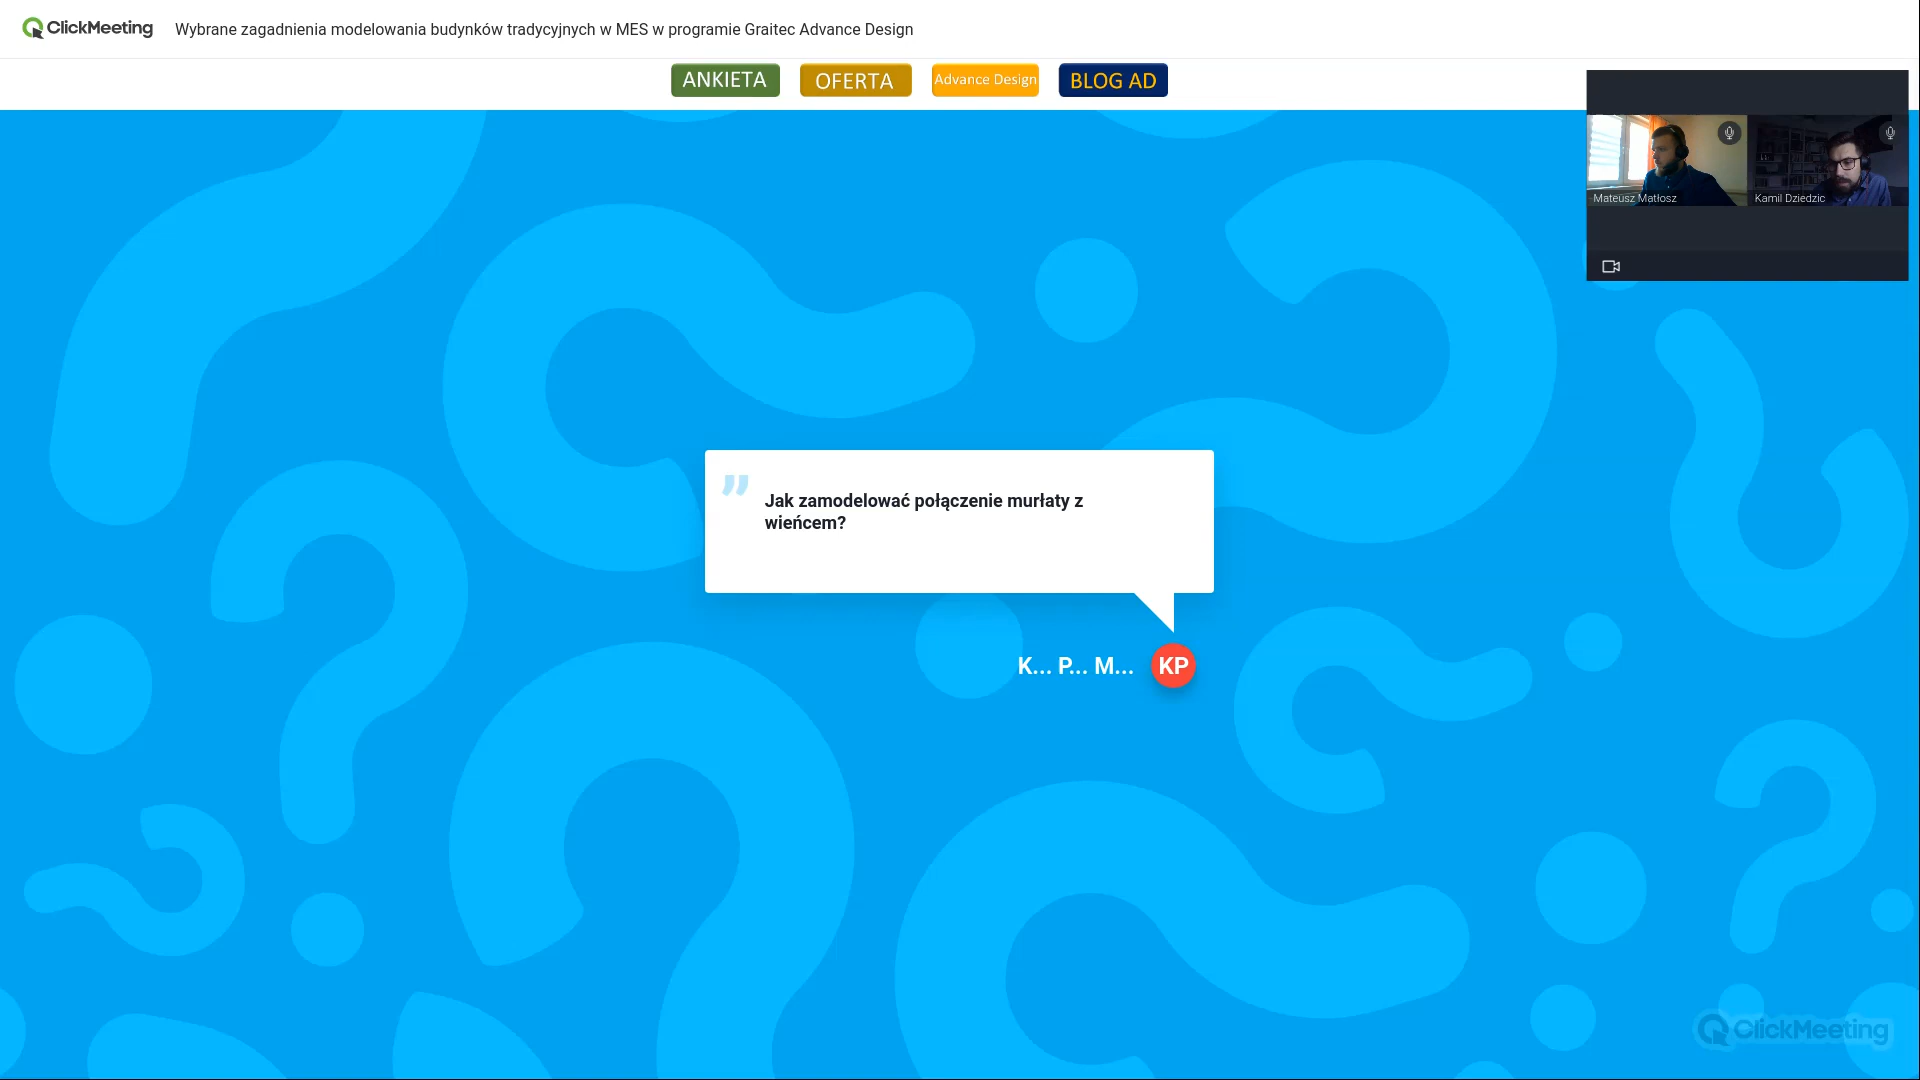 ClickMeeting
Wybrane zagadnienia modelowania budynków tradycyjnych w MES w programie Graitec Advance Design
ANKIETA
OFERTA
Advance Design
BLOG AD
Mateusz Matłosz
Kamil Dziedzic
Jak zamodelować połączenie murłaty z
wieńcem?
K... P... M...
KP
ClickMeeting